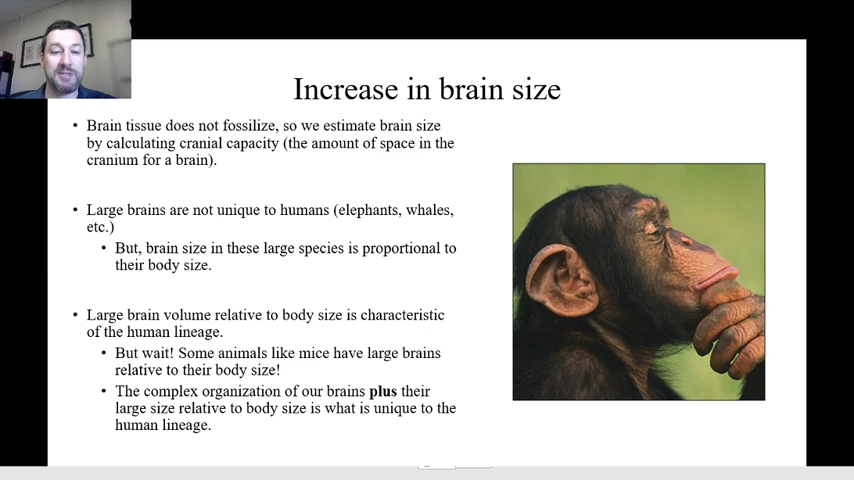 Increase in brain size
• Brain tissue does not fossilize, so we estimate brain size
by calculating cranial capacity (the amount of space in the
cranium for a brain).
• Large brains are not unique to humans (elephants, whales,
etc.)
• But, brain size in these large species is proportional to
their body size.
• Large brain volume relative to body size is characteristic
of the human lineage.
• But wait! Some animals like mice have large brains
relative to their body size!
• The complex organization of our brains plus their
large size relative to body size is what is unique to the
human lineage.